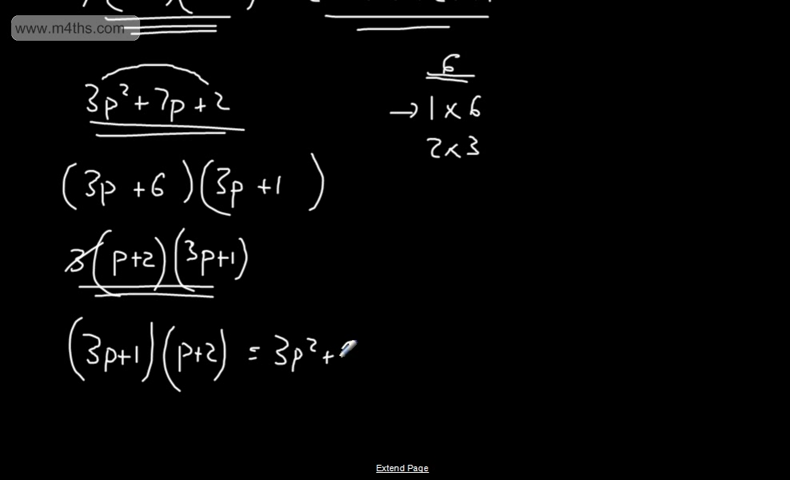 www.m4ths.com
3p² + 7p + 2
6
→ 1 × 6
2 × 3
(3p + 6)(3p + 1)
3(p+2)(3p+1)
(3p+1)(p+2) = 3p² +
Extend Page